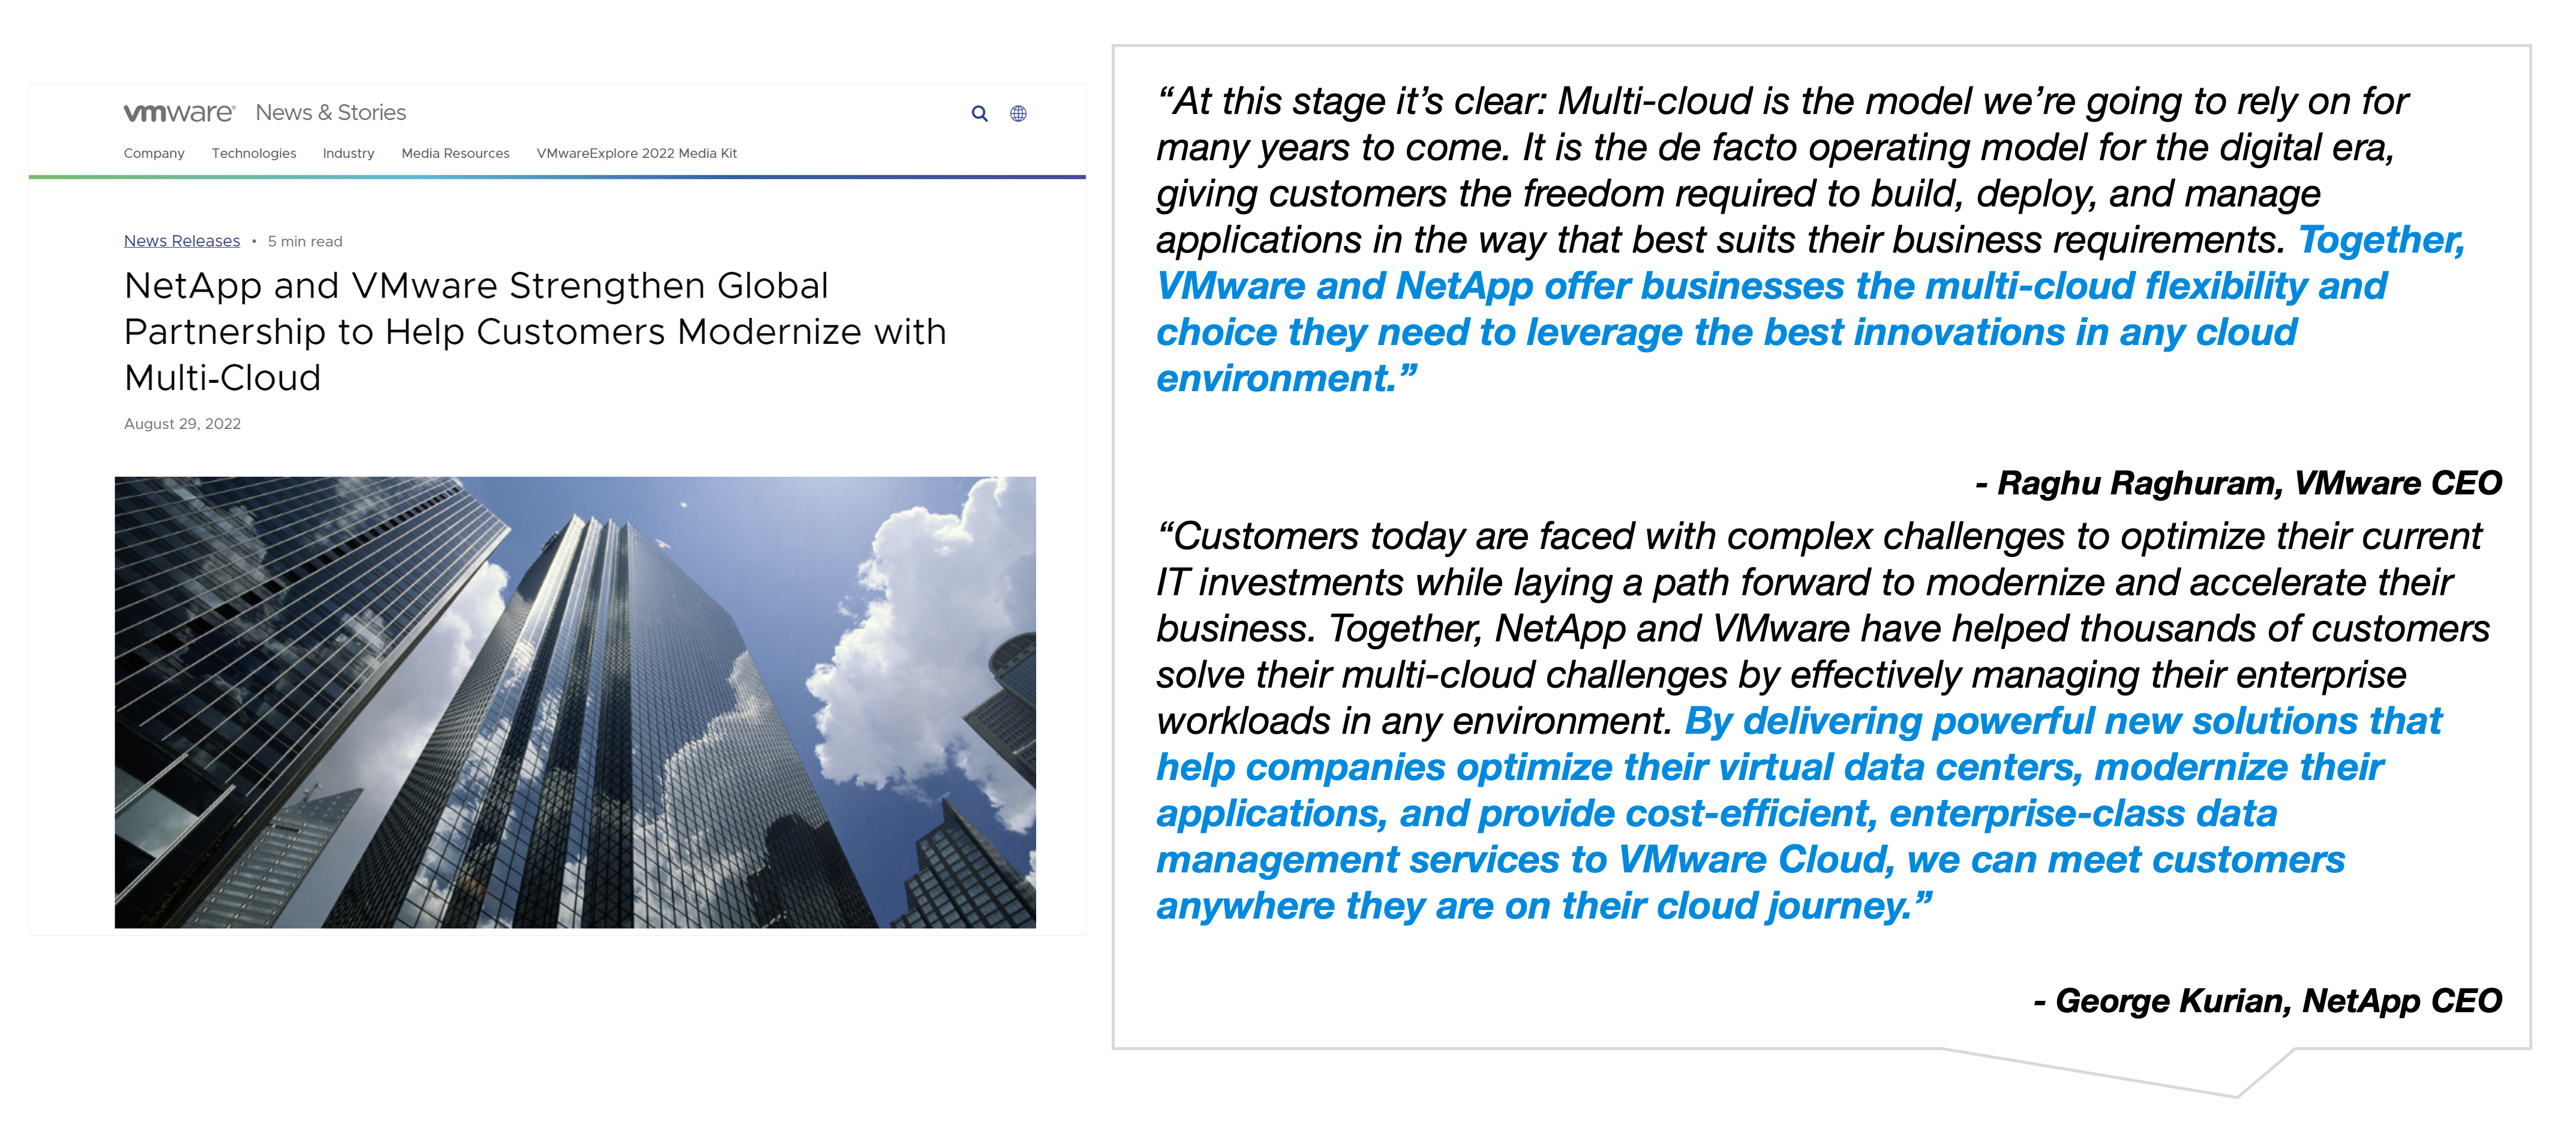 vmware® News & Stories
Company Technologies Industry Media Resources VMwareExplore 2022 Media Kit
News Releases • 5 min read
NetApp and VMware Strengthen Global
Partnership to Help Customers Modernize with
Multi-Cloud
August 29, 2022
“At this stage it’s clear: Multi-cloud is the model we’re going to rely on for
many years to come. It is the de facto operating model for the digital era,
giving customers the freedom required to build, deploy, and manage
applications in the way that best suits their business requirements. Together,
VMware and NetApp offer businesses the multi-cloud flexibility and
choice they need to leverage the best innovations in any cloud
environment.”
- Raghu Raghuram, VMware CEO
“Customers today are faced with complex challenges to optimize their current
IT investments while laying a path forward to modernize and accelerate their
business. Together, NetApp and VMware have helped thousands of customers
solve their multi-cloud challenges by effectively managing their enterprise
workloads in any environment. By delivering powerful new solutions that
help companies optimize their virtual data centers, modernize their
applications, and provide cost-efficient, enterprise-class data
management services to VMware Cloud, we can meet customers
anywhere they are on their cloud journey.”
- George Kurian, NetApp CEO